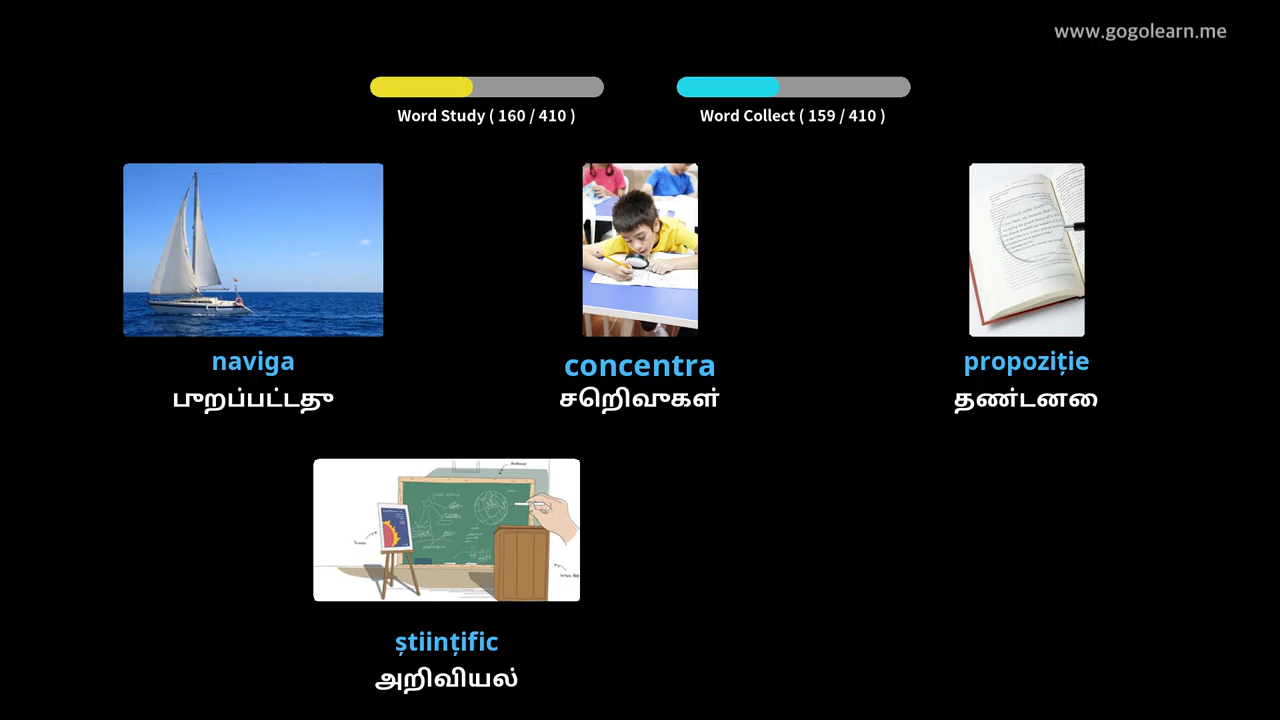 www.gogolearn.me
Word Study ( 160 / 410 )
Word Collect ( 159 / 410 )
naviga
concentra
propoziție
புறப்பட்டது
செறிவுகள்
தண்டனை
științific
அறிவியல்